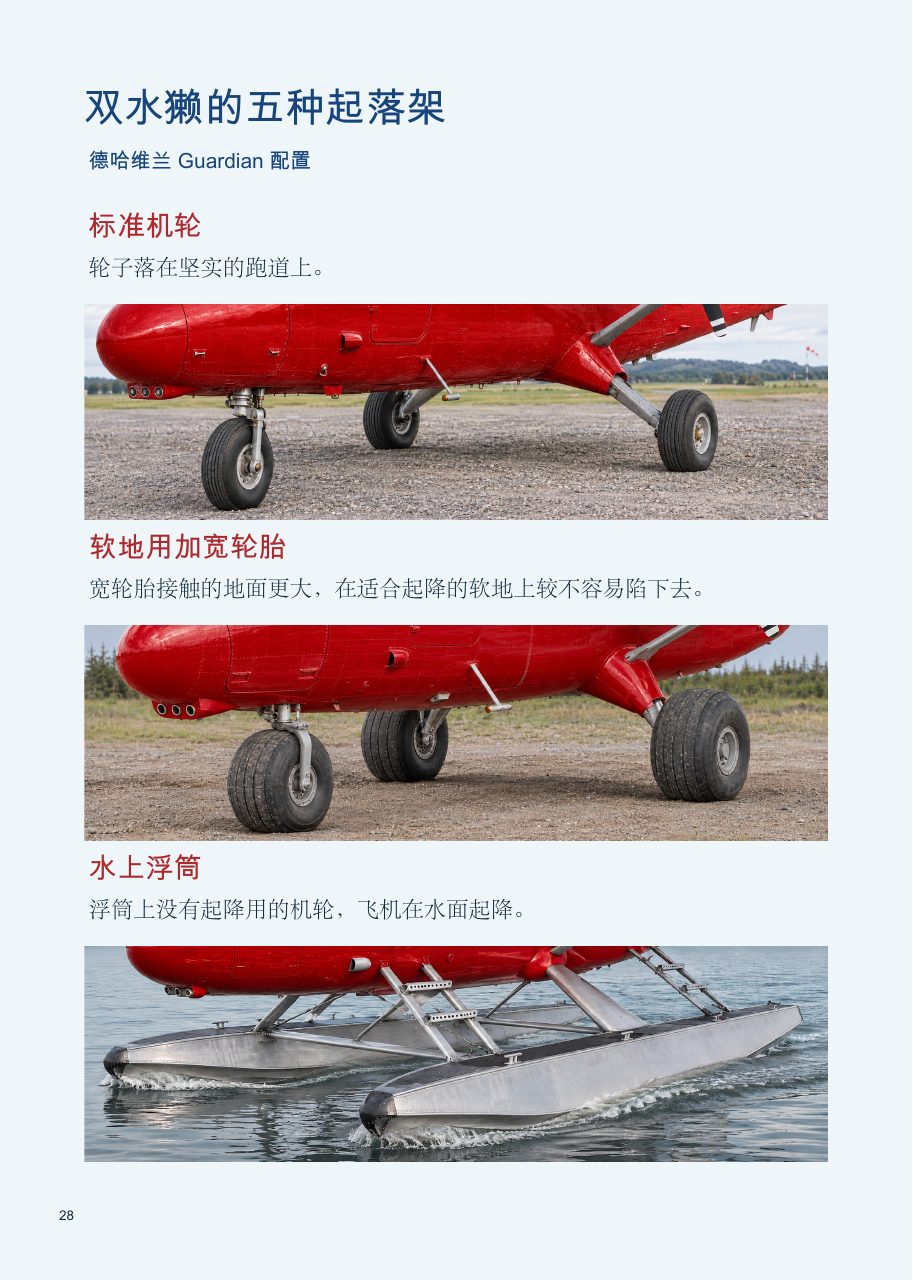 双水獭的五种起落架
德哈维兰 Guardian 配置
标准机轮
轮子落在坚实的跑道上。
软地用加宽轮胎
宽轮胎接触的地面更大，在适合起降的软地上较不容易陷下去。
水上浮筒
浮筒上没有起降用的机轮，飞机在水面起降。
28